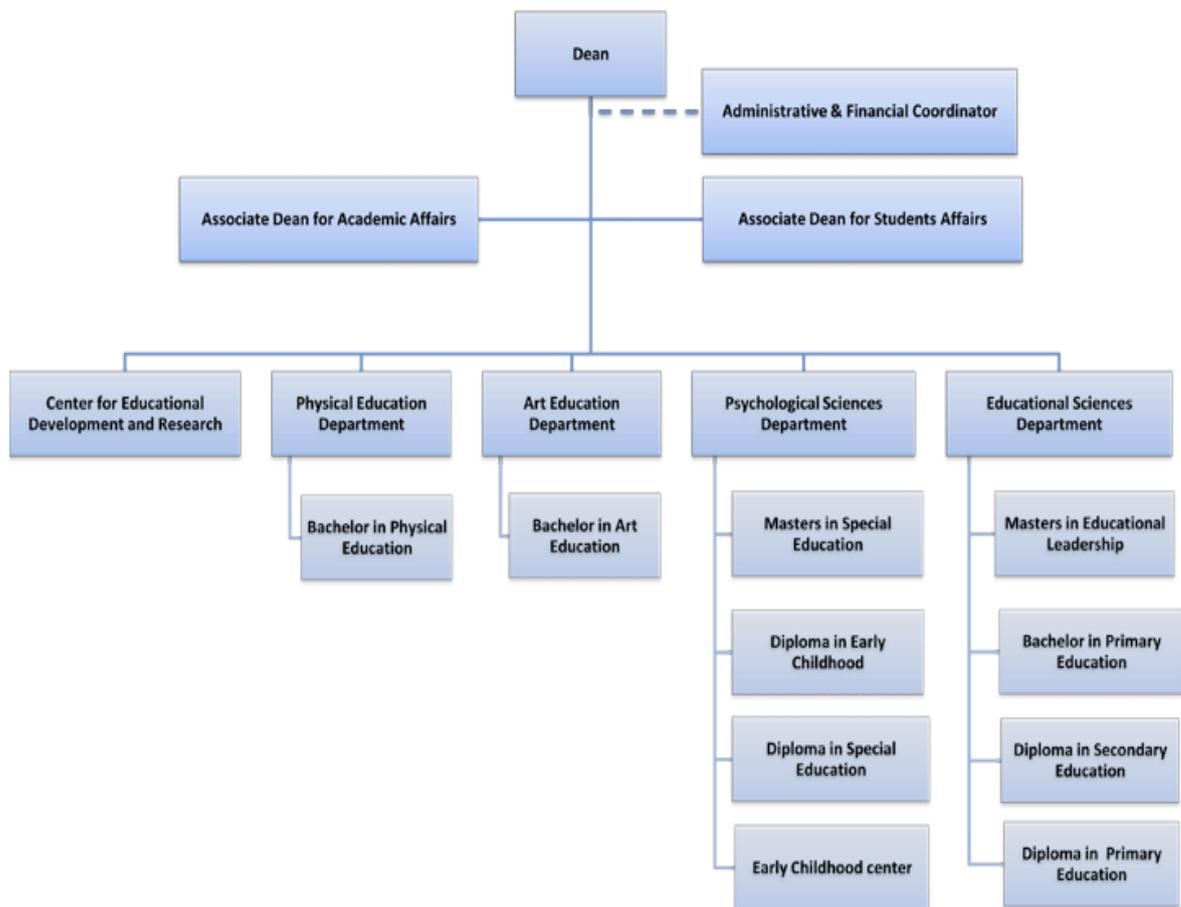 Dean
Administrative & Financial Coordinator
Associate Dean for Academic Affairs
Associate Dean for Students Affairs
Center for Educational
Development and Research
Physical Education
Department
Art Education
Department
Psychological Sciences
Department
Educational Sciences
Department
Bachelor in Physical
Education
Bachelor in Art
Education
Masters in Special
Education
Masters in Educational
Leadership
Diploma in Early
Childhood
Bachelor in Primary
Education
Diploma in Special
Education
Diploma in Secondary
Education
Early Childhood center
Diploma in Primary
Education